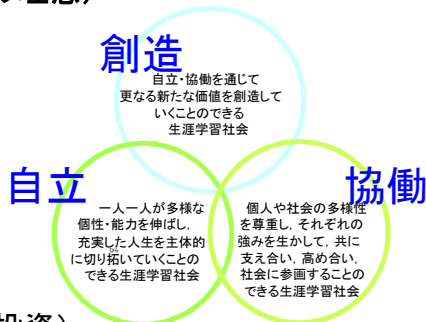 創造
自立・協働を通じて
更なる新たな価値を創造して
いくことのできる
生涯学習社会
自立
一人一人が多様な
個性・能力を伸ばし，
充実した人生を主体的
に切り拓いていくことの
できる生涯学習社会
協働
個人や社会の多様性
を尊重し，それぞれの
強みを生かして，共に
支え合い，高め合い，
社会に参画することの
できる生涯学習社会